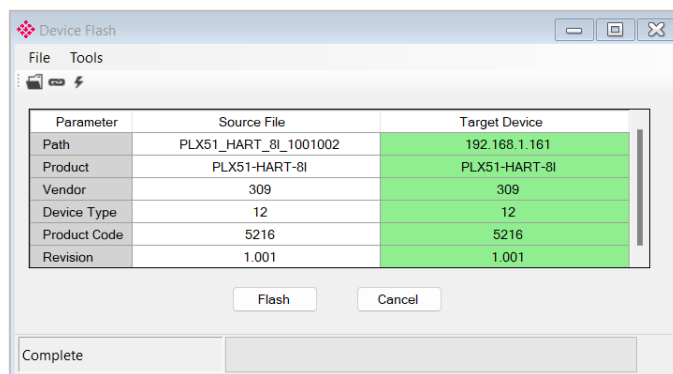 Device Flash
File Tools
Parameter Source File Target Device
Path PLX51_HART_8I_1001002 192.168.1.161
Product PLX51-HART-8I PLX51-HART-8I
Vendor 309 309
Device Type 12 12
Product Code 5216 5216
Revision 1.001 1.001
Flash Cancel
Complete